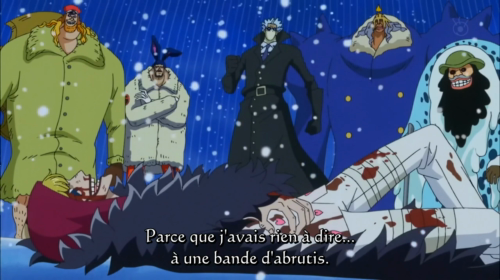 Parce que j'avais rien à dire...
à une bande d'abrutis.